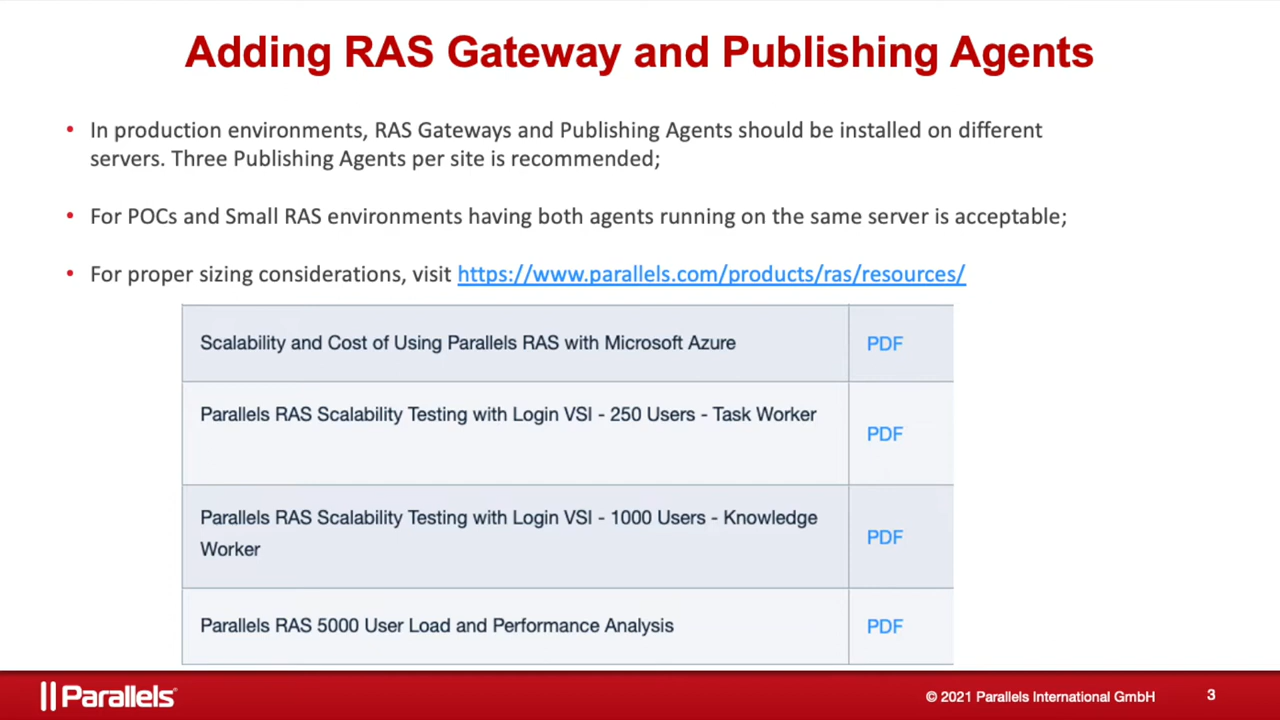 Adding RAS Gateway and Publishing Agents
• In production environments, RAS Gateways and Publishing Agents should be installed on different
servers. Three Publishing Agents per site is recommended;
• For POCs and Small RAS environments having both agents running on the same server is acceptable;
• For proper sizing considerations, visit https://www.parallels.com/products/ras/resources/
Scalability and Cost of Using Parallels RAS with Microsoft Azure PDF
Parallels RAS Scalability Testing with Login VSI - 250 Users - Task Worker PDF
Parallels RAS Scalability Testing with Login VSI - 1000 Users - Knowledge
Worker PDF
Parallels RAS 5000 User Load and Performance Analysis PDF
Parallels® © 2021 Parallels International GmbH 3